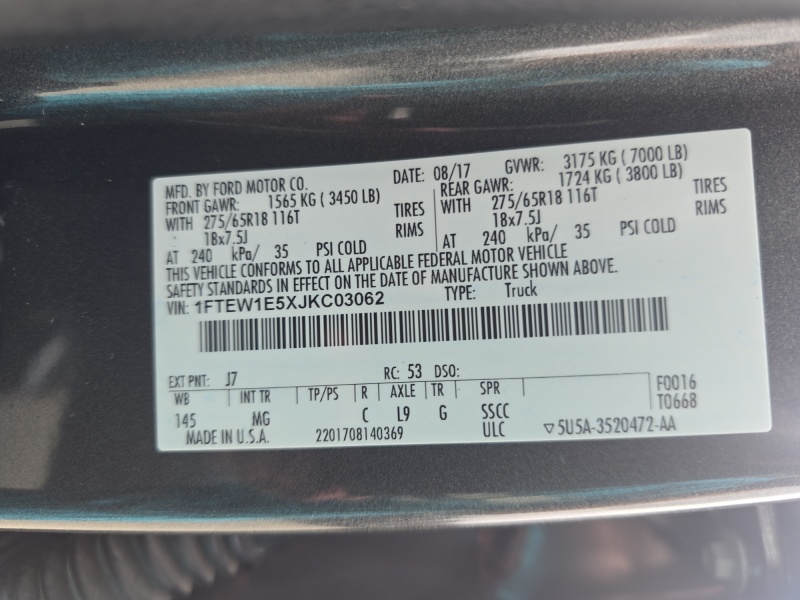 MFD. BY FORD MOTOR CO. DATE: 08/17 GVWR: 3175 KG ( 7000 LB)
FRONT GAWR: 1565 KG ( 3450 LB) REAR GAWR: 1724 KG ( 3800 LB)
WITH 275/65R18 116T TIRES WITH 275/65R18 116T TIRES
18x7.5J RIMS 18x7.5J RIMS
AT 240 kPa/ 35 PSI COLD AT 240 kPa/ 35 PSI COLD
THIS VEHICLE CONFORMS TO ALL APPLICABLE FEDERAL MOTOR VEHICLE
SAFETY STANDARDS IN EFFECT ON THE DATE OF MANUFACTURE SHOWN ABOVE.
VIN: 1FTEW1E5XJKC03062 TYPE: Truck
EXT PNT: J7 RC: 53 DSO:
WB INT TR TP/PS R AXLE TR SPR F0016
145 MG C L9 G SSCC T0668
MADE IN U.S.A. 2201708140369 ULC ▽5U5A-3520472-AA